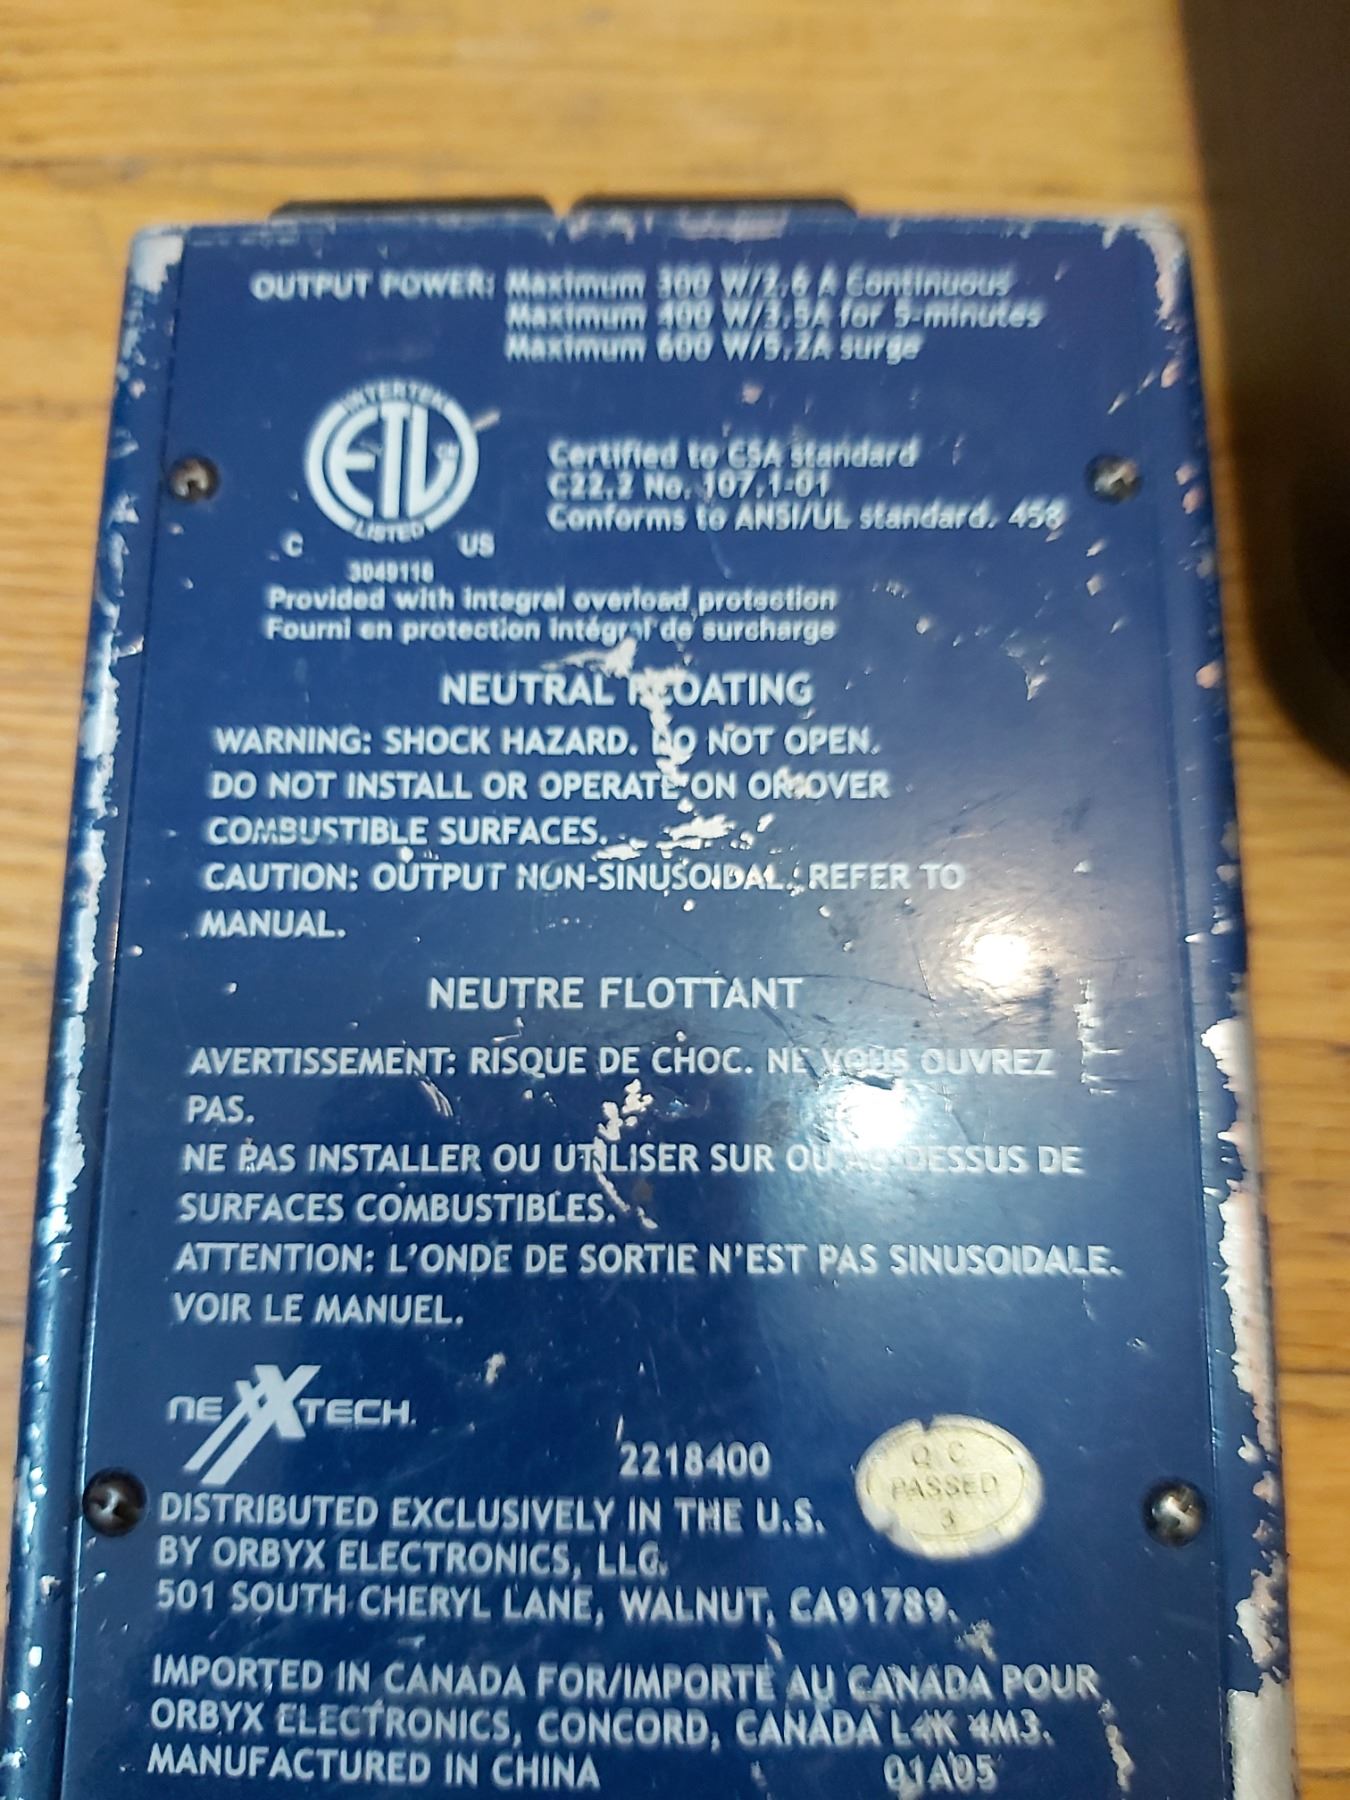 OUTPUT POWER: Maximum 300 W/2,6 A Continuous
Maximum 400 W/3,5A for 5-minutes
Maximum 600 W/5,2A surge
INTERTEK
ETL CM
LISTED
C US
3049116
Certified to CSA standard
C22.2 No. 107.1-01
Conforms to ANSI/UL standard. 458
Provided with integral overload protection
Fourni en protection intégral de surcharge
NEUTRAL FLOATING
WARNING: SHOCK HAZARD. DO NOT OPEN.
DO NOT INSTALL OR OPERATE ON OR OVER
COMBUSTIBLE SURFACES.
CAUTION: OUTPUT NON-SINUSOIDAL. REFER TO
MANUAL.
NEUTRE FLOTTANT
AVERTISSEMENT: RISQUE DE CHOC. NE VOUS OUVREZ
PAS.
NE PAS INSTALLER OU UTILISER SUR OU AU DESSUS DE
SURFACES COMBUSTIBLES.
ATTENTION: L'ONDE DE SORTIE N'EST PAS SINUSOIDALE.
VOIR LE MANUEL.
neXXTECH.
2218400
Q.C.
PASSED
3
DISTRIBUTED EXCLUSIVELY IN THE U.S.
BY ORBYX ELECTRONICS, LLC.
501 SOUTH CHERYL LANE, WALNUT, CA91789.
IMPORTED IN CANADA FOR/IMPORTE AU CANADA POUR
ORBYX ELECTRONICS, CONCORD, CANADA L4K 4M3.
MANUFACTURED IN CHINA 01A05